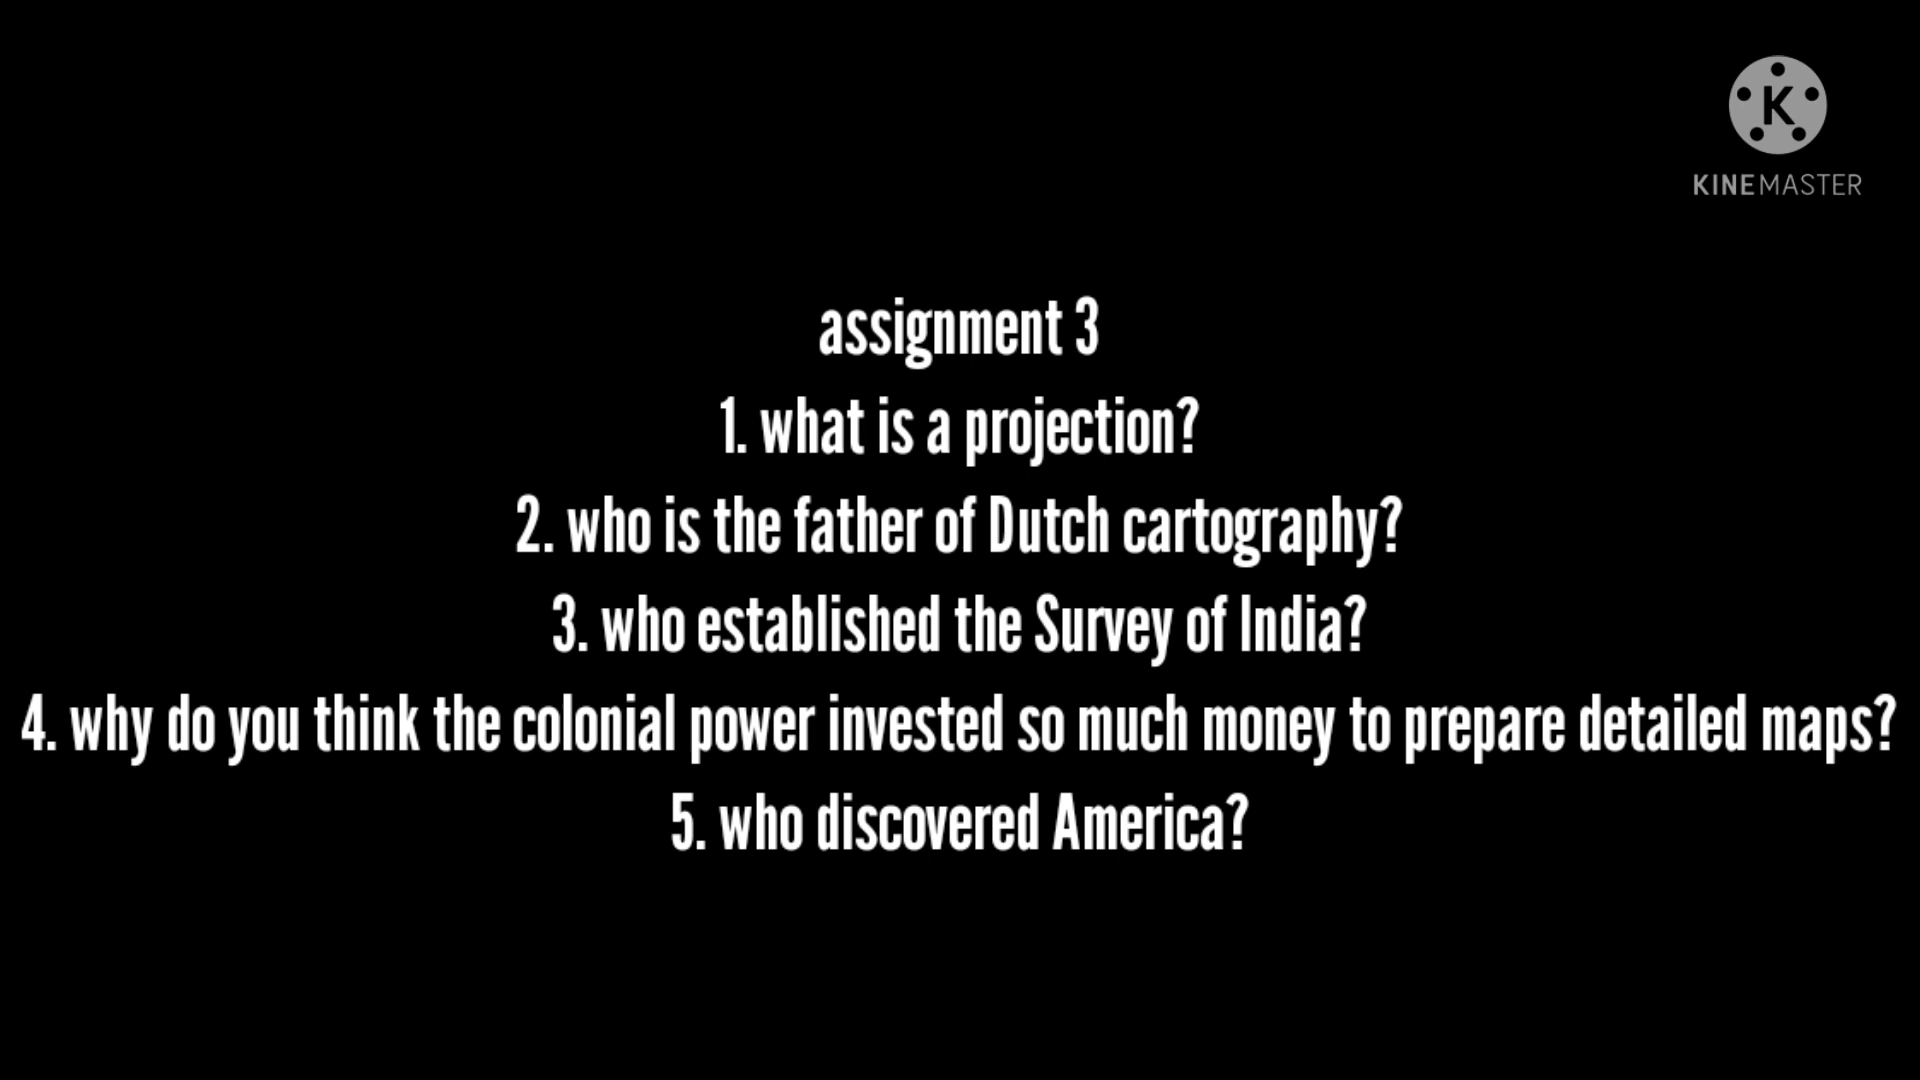 KINEMASTER
assignment 3
1. what is a projection?
2. who is the father of Dutch cartography?
3. who established the Survey of India?
4. why do you think the colonial power invested so much money to prepare detailed maps?
5. who discovered America?